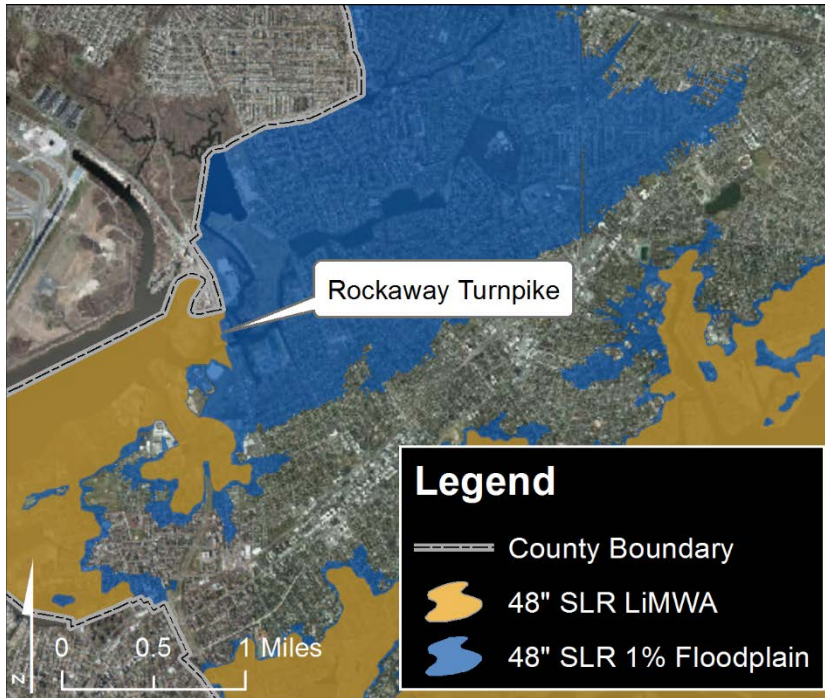 Rockaway Turnpike
Legend
County Boundary
48" SLR LiMWA
48" SLR 1% Floodplain
0 0.5 1 Miles
N